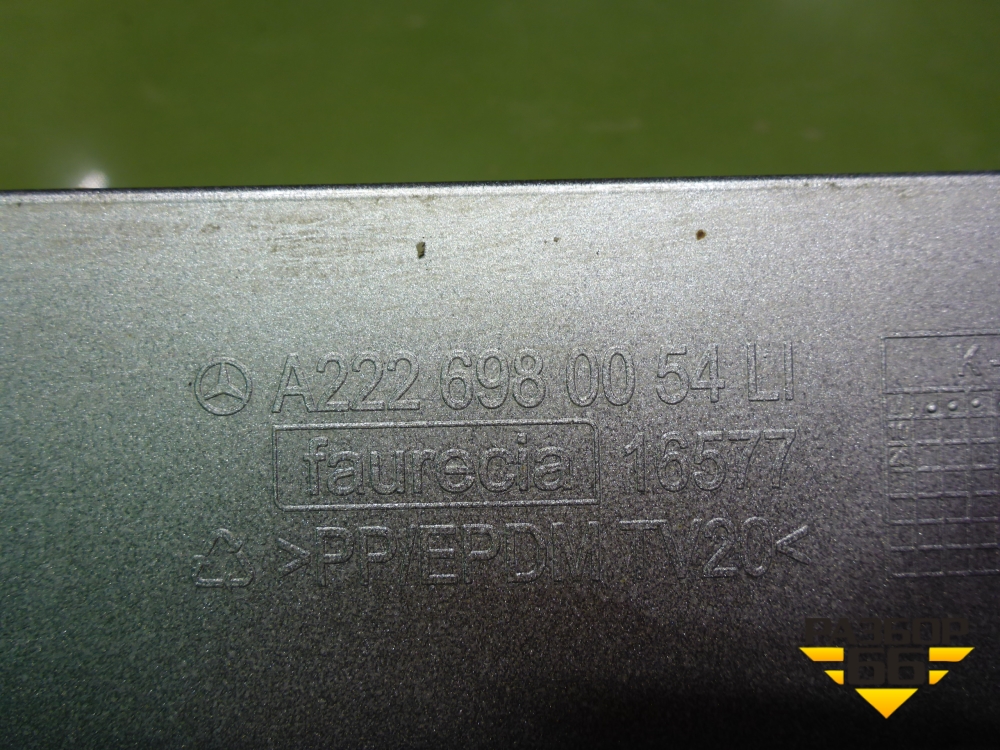 A222 698 00 54 LI
faurecia 16577
>PP/EPDM TV20<
РАЗБОР
66